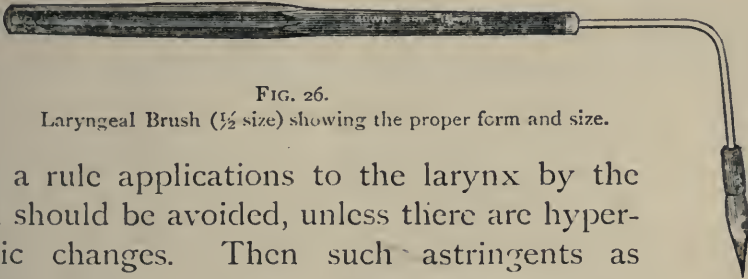 FIG. 26.
Laryngeal Brush (½ size) showing the proper form and size.
a rule applications to the larynx by the
should be avoided, unless there are hyper-
ic changes. Then such astringents as